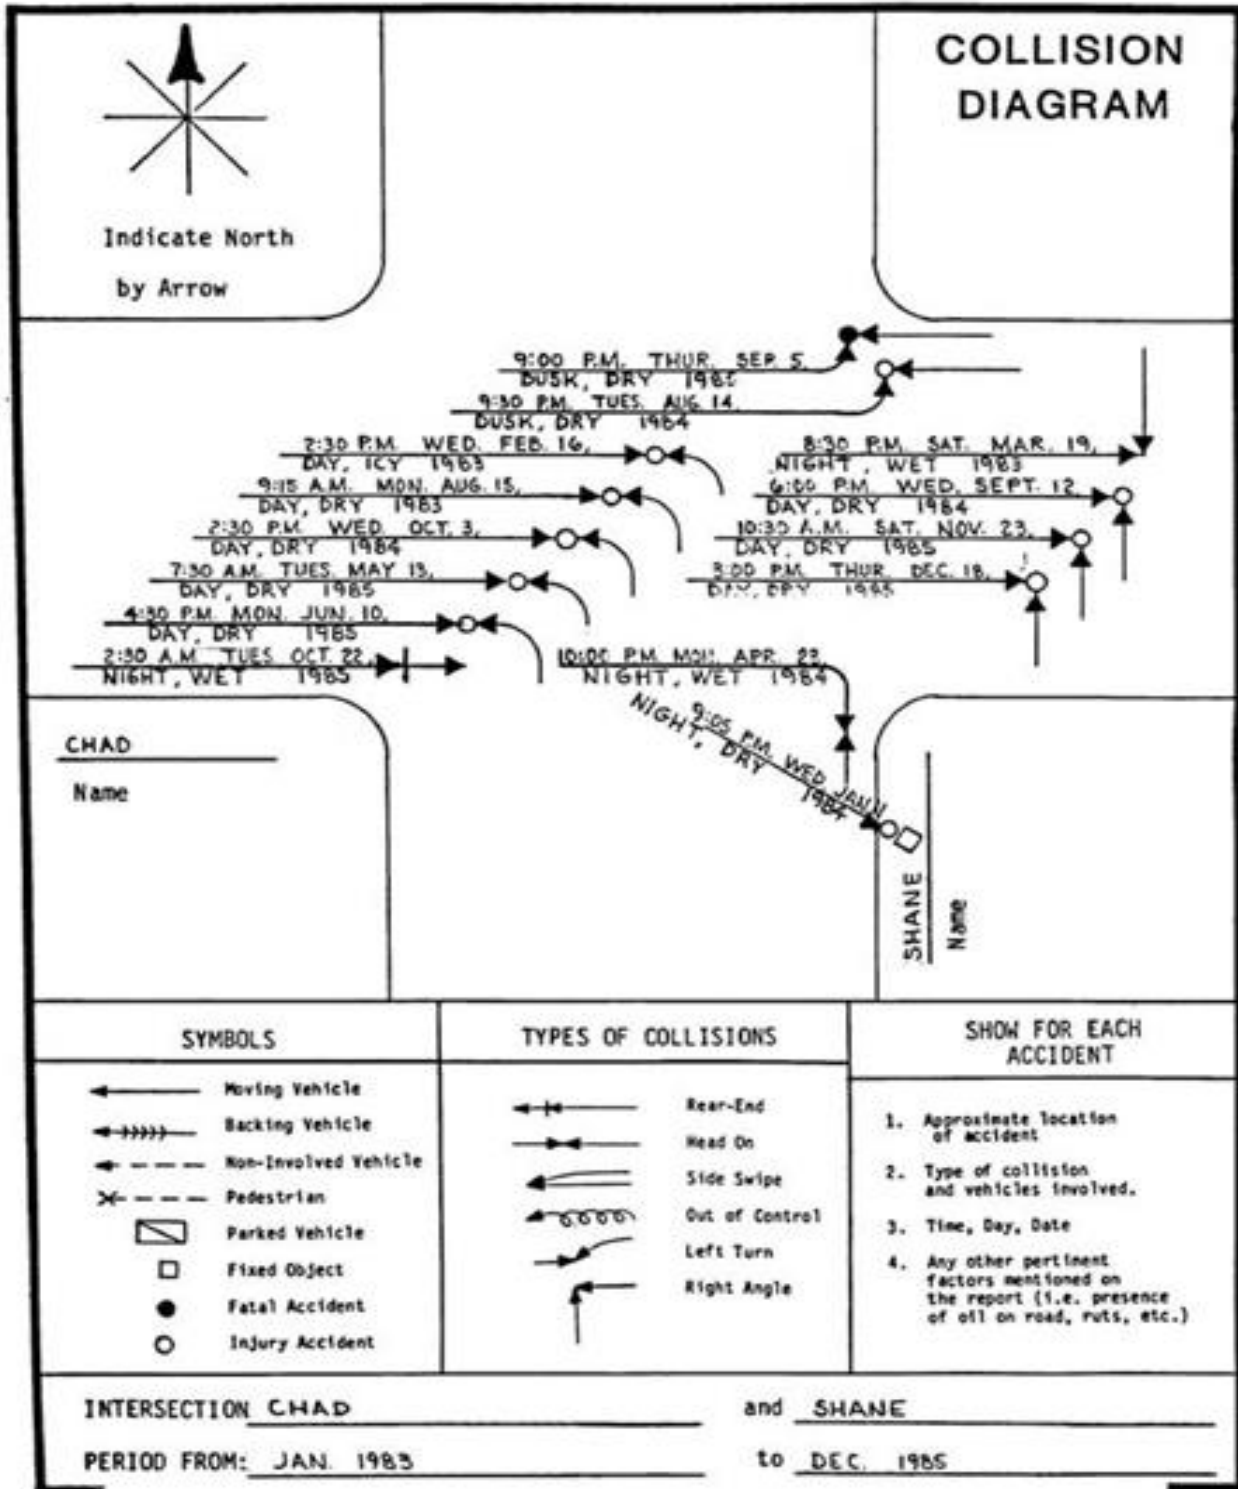 COLLISION
DIAGRAM
Indicate North
by Arrow
9:00 P.M. THUR. SEP. 5,
DUSK, DRY 1985
9:30 P.M. TUES. AUG 14,
DUSK, DRY 1984
2:30 P.M. WED. FEB. 16,
DAY, ICY 1983
8:30 P.M. SAT. MAR. 19,
NIGHT, WET 1983
9:15 A.M. MON. AUG. 15,
DAY, DRY 1983
6:00 P.M. WED. SEPT. 12,
DAY, DRY 1984
2:30 P.M. WED. OCT. 3,
DAY, DRY 1984
10:30 A.M. SAT. NOV. 23,
DAY, DRY 1985
7:30 A.M. TUES. MAY 13,
DAY, DRY 1985
3:00 P.M. THUR. DEC. 18,
DAY, DRY 1985
4:30 P.M. MON. JUN. 10,
DAY, DRY 1985
2:30 A.M. TUES. OCT. 22,
NIGHT, WET 1985
10:00 P.M. MON. APR. 23,
NIGHT, WET 1984
9:05 P.M. WED. JAN 11
NIGHT, DRY 1984
CHAD
Name
SHANE
Name
SYMBOLS
Moving Vehicle
Backing Vehicle
Non-Involved Vehicle
Pedestrian
Parked Vehicle
Fixed Object
Fatal Accident
Injury Accident
TYPES OF COLLISIONS
Rear-End
Head On
Side Swipe
Out of Control
Left Turn
Right Angle
SHOW FOR EACH
ACCIDENT
1. Approximate location
of accident
2. Type of collision
and vehicles involved.
3. Time, Day, Date
4. Any other pertinent
factors mentioned on
the report (i.e. presence
of oil on road, ruts, etc.)
INTERSECTION CHAD and SHANE
PERIOD FROM: JAN. 1983 to DEC. 1985